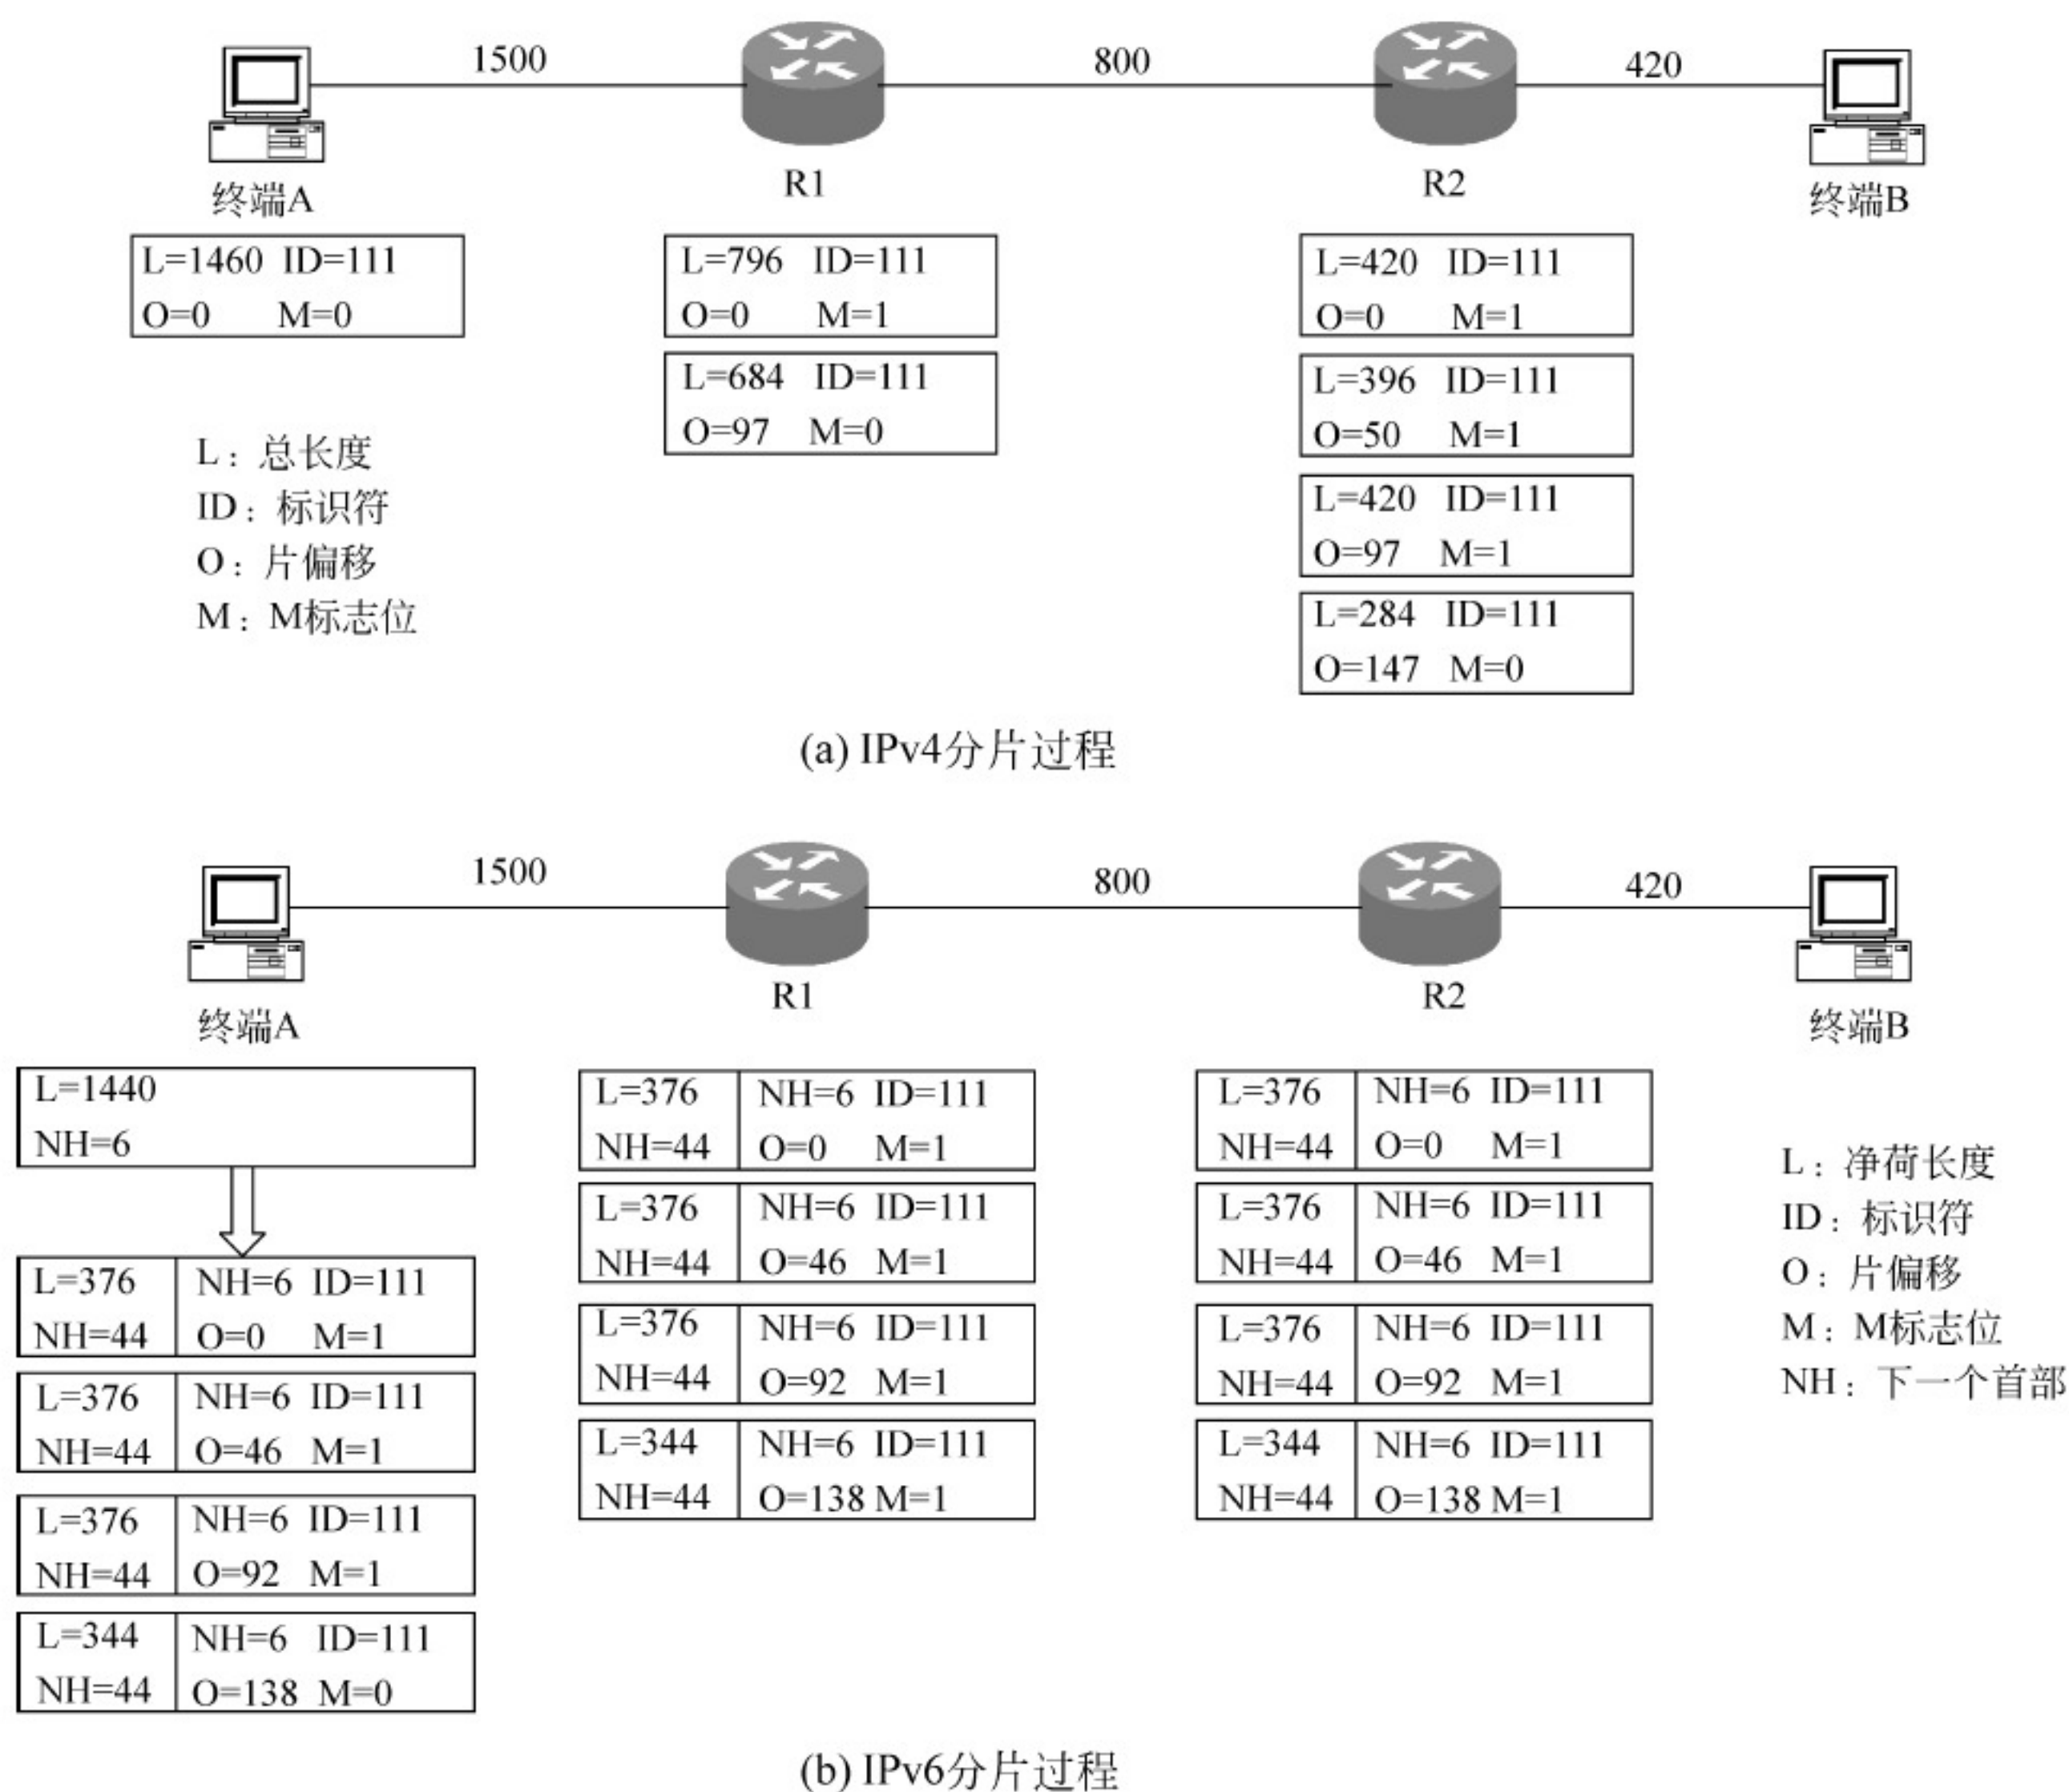 1500
800
420
终端A
R1
R2
终端B
L=1460 ID=111
O=0 M=0
L=796 ID=111
O=0 M=1
L=684 ID=111
O=97 M=0
L=420 ID=111
O=0 M=1
L=396 ID=111
O=50 M=1
L=420 ID=111
O=97 M=1
L=284 ID=111
O=147 M=0
L：总长度
ID：标识符
O：片偏移
M：M标志位
(a) IPv4分片过程
1500
800
420
终端A
R1
R2
终端B
L=1440
NH=6
L=376 NH=6 ID=111
NH=44 O=0 M=1
L=376 NH=6 ID=111
NH=44 O=46 M=1
L=376 NH=6 ID=111
NH=44 O=92 M=1
L=344 NH=6 ID=111
NH=44 O=138 M=0
L=376 NH=6 ID=111
NH=44 O=0 M=1
L=376 NH=6 ID=111
NH=44 O=46 M=1
L=376 NH=6 ID=111
NH=44 O=92 M=1
L=344 NH=6 ID=111
NH=44 O=138 M=1
L=376 NH=6 ID=111
NH=44 O=0 M=1
L=376 NH=6 ID=111
NH=44 O=46 M=1
L=376 NH=6 ID=111
NH=44 O=92 M=1
L=344 NH=6 ID=111
NH=44 O=138 M=1
L：净荷长度
ID：标识符
O：片偏移
M：M标志位
NH：下一个首部
(b) IPv6分片过程